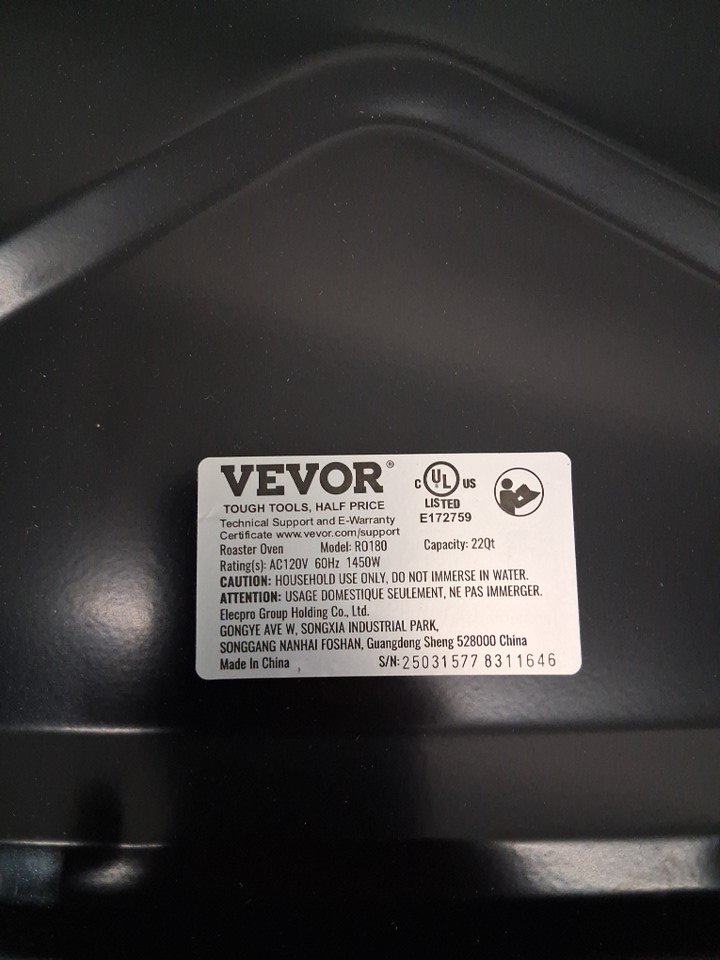 VEVOR®
TOUGH TOOLS, HALF PRICE
Technical Support and E-Warranty
Certificate www.vevor.com/support
C UL US
LISTED
E172759
Roaster Oven Model: RO180 Capacity: 22Qt
Rating(s): AC120V 60Hz 1450W
CAUTION: HOUSEHOLD USE ONLY, DO NOT IMMERSE IN WATER.
ATTENTION: USAGE DOMESTIQUE SEULEMENT, NE PAS IMMERGER.
Elecpro Group Holding Co., Ltd.
GONGYE AVE W, SONGXIA INDUSTRIAL PARK,
SONGGANG NANHAI FOSHAN, Guangdong Sheng 528000 China
Made In China S/N: 25031577 8311646